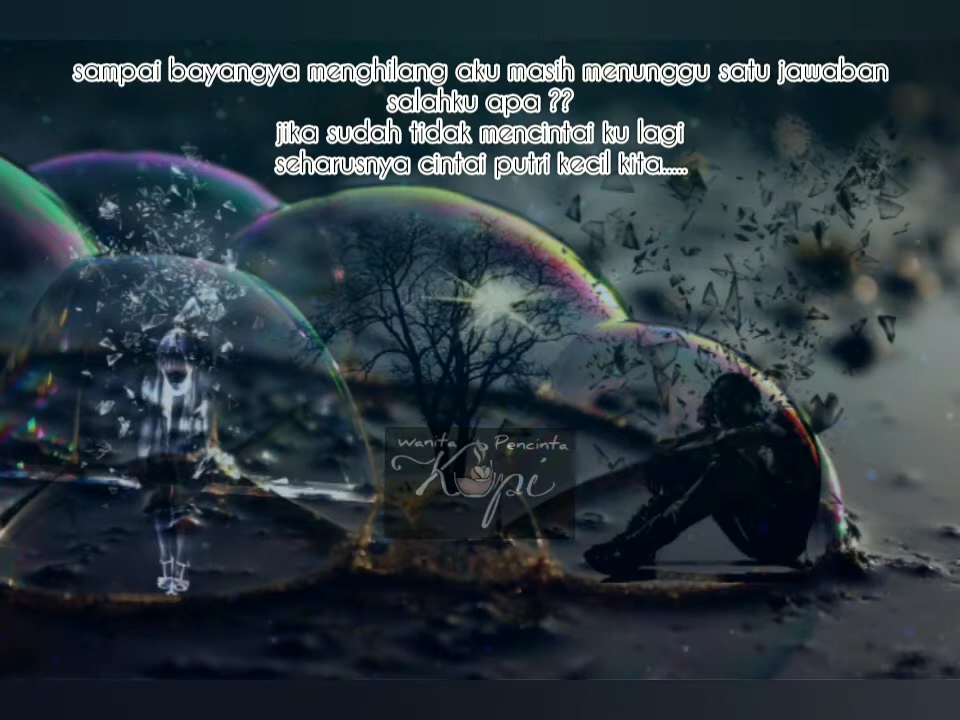 sampai bayangya menghilang aku masih menunggu satu jawaban
salahku apa ??
jika sudah tidak mencintai ku lagi
seharusnya cintai putri kecil kita.....
Wanita Pencinta
Kopi